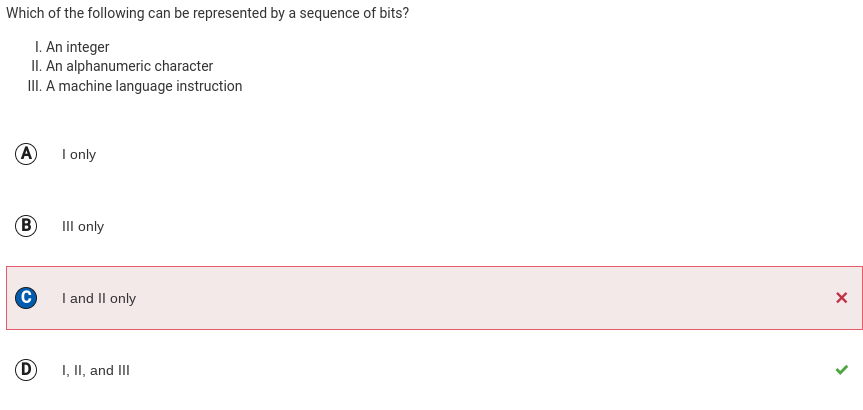 Which of the following can be represented by a sequence of bits?
I. An integer
II. An alphanumeric character
III. A machine language instruction
A I only
B III only
C I and II only
D I, II, and III